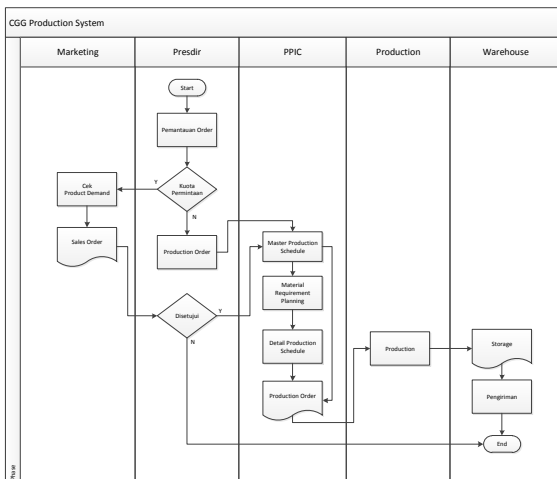 CGG Production System
Marketing
Presdir
PPIC
Production
Warehouse
Start
Pemantauan Order
Kuota
Permintaan
Y
N
Cek
Product Demand
Sales Order
Production Order
Master Production
Schedule
Material
Requirement
Planning
Disetujui
Y
N
Detail Production
Schedule
Production Order
Production
Storage
Pengiriman
End
Phase